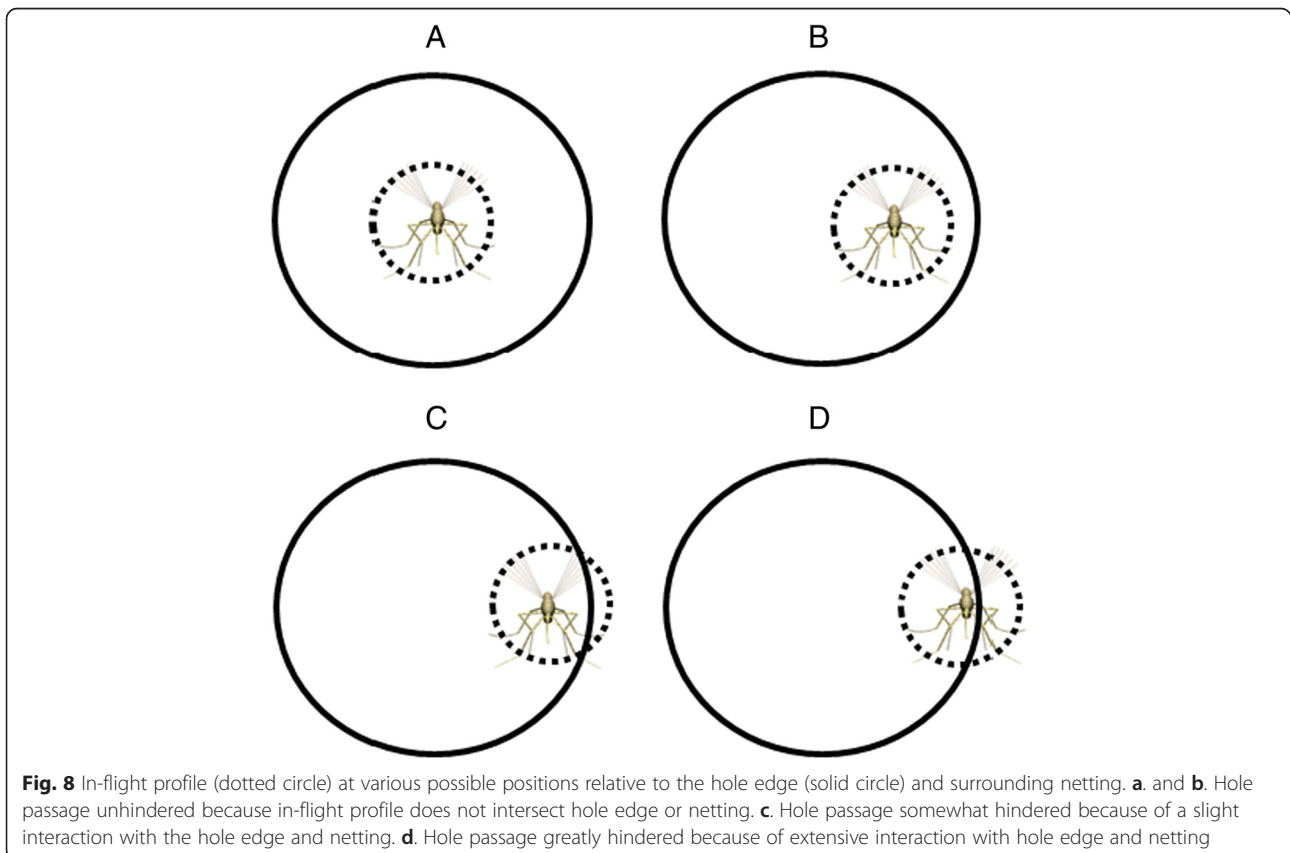 A
B
C
D
Fig. 8 In-flight profile (dotted circle) at various possible positions relative to the hole edge (solid circle) and surrounding netting. a. and b. Hole
passage unhindered because in-flight profile does not intersect hole edge or netting. c. Hole passage somewhat hindered because of a slight
interaction with the hole edge and netting. d. Hole passage greatly hindered because of extensive interaction with hole edge and netting